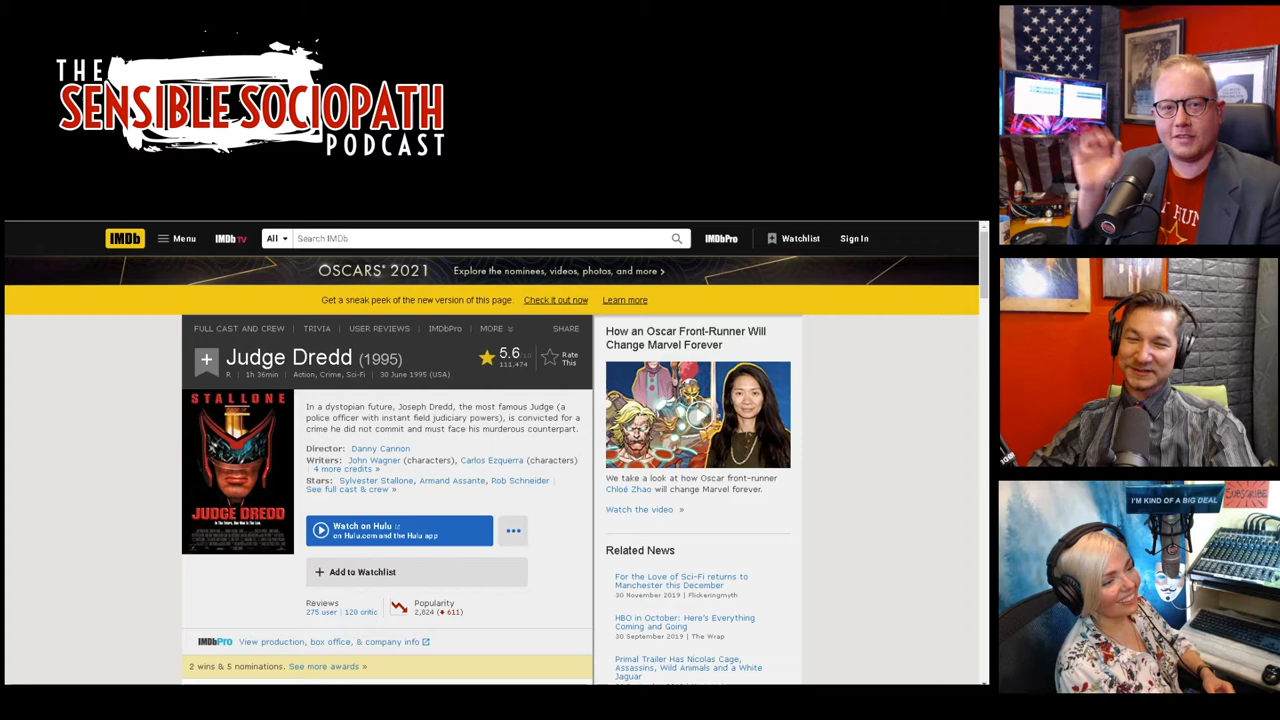 THE
SENSIBLE SOCIOPATH
PODCAST
IMDb
Menu
IMDb TV
All
Search IMDb
IMDbPro
Watchlist
Sign In
OSCARS® 2021
Explore the nominees, videos, photos, and more
Get a sneak peek of the new version of this page. Check it out now Learn more
FULL CAST AND CREW
TRIVIA
USER REVIEWS
IMDbPro
MORE
SHARE
+
Judge Dredd (1995)
5.6/10
111,474
Rate
This
R | 1h 36min | Action, Crime, Sci-Fi | 30 June 1995 (USA)
STALLONE
JUDGE DREDD
In a dystopian future, Joseph Dredd, the most famous Judge (a
police officer with instant field judiciary powers), is convicted for a
crime he did not commit and must face his murderous counterpart.
Director: Danny Cannon
Writers: John Wagner (characters), Carlos Ezquerra (characters)
| 4 more credits »
Stars: Sylvester Stallone, Armand Assante, Rob Schneider |
See full cast & crew »
Watch on Hulu
on Hulu.com and the Hulu app
+ Add to Watchlist
Reviews
275 user | 120 critic
Popularity
2,824 ( 611)
IMDbPro View production, box office, & company info
2 wins & 5 nominations. See more awards »
How an Oscar Front-Runner Will
Change Marvel Forever
We take a look at how Oscar front-runner
Chloé Zhao will change Marvel forever.
Watch the video »
Related News
For the Love of Sci-Fi returns to
Manchester this December
30 November 2019 | Flickeringmyth
HBO in October: Here's Everything
Coming and Going
30 September 2019 | The Wrap
Primal Trailer Has Nicolas Cage,
Assassins, Wild Animals and a White
Jaguar
I'M KIND OF A BIG DEAL
SUBSCRIBE